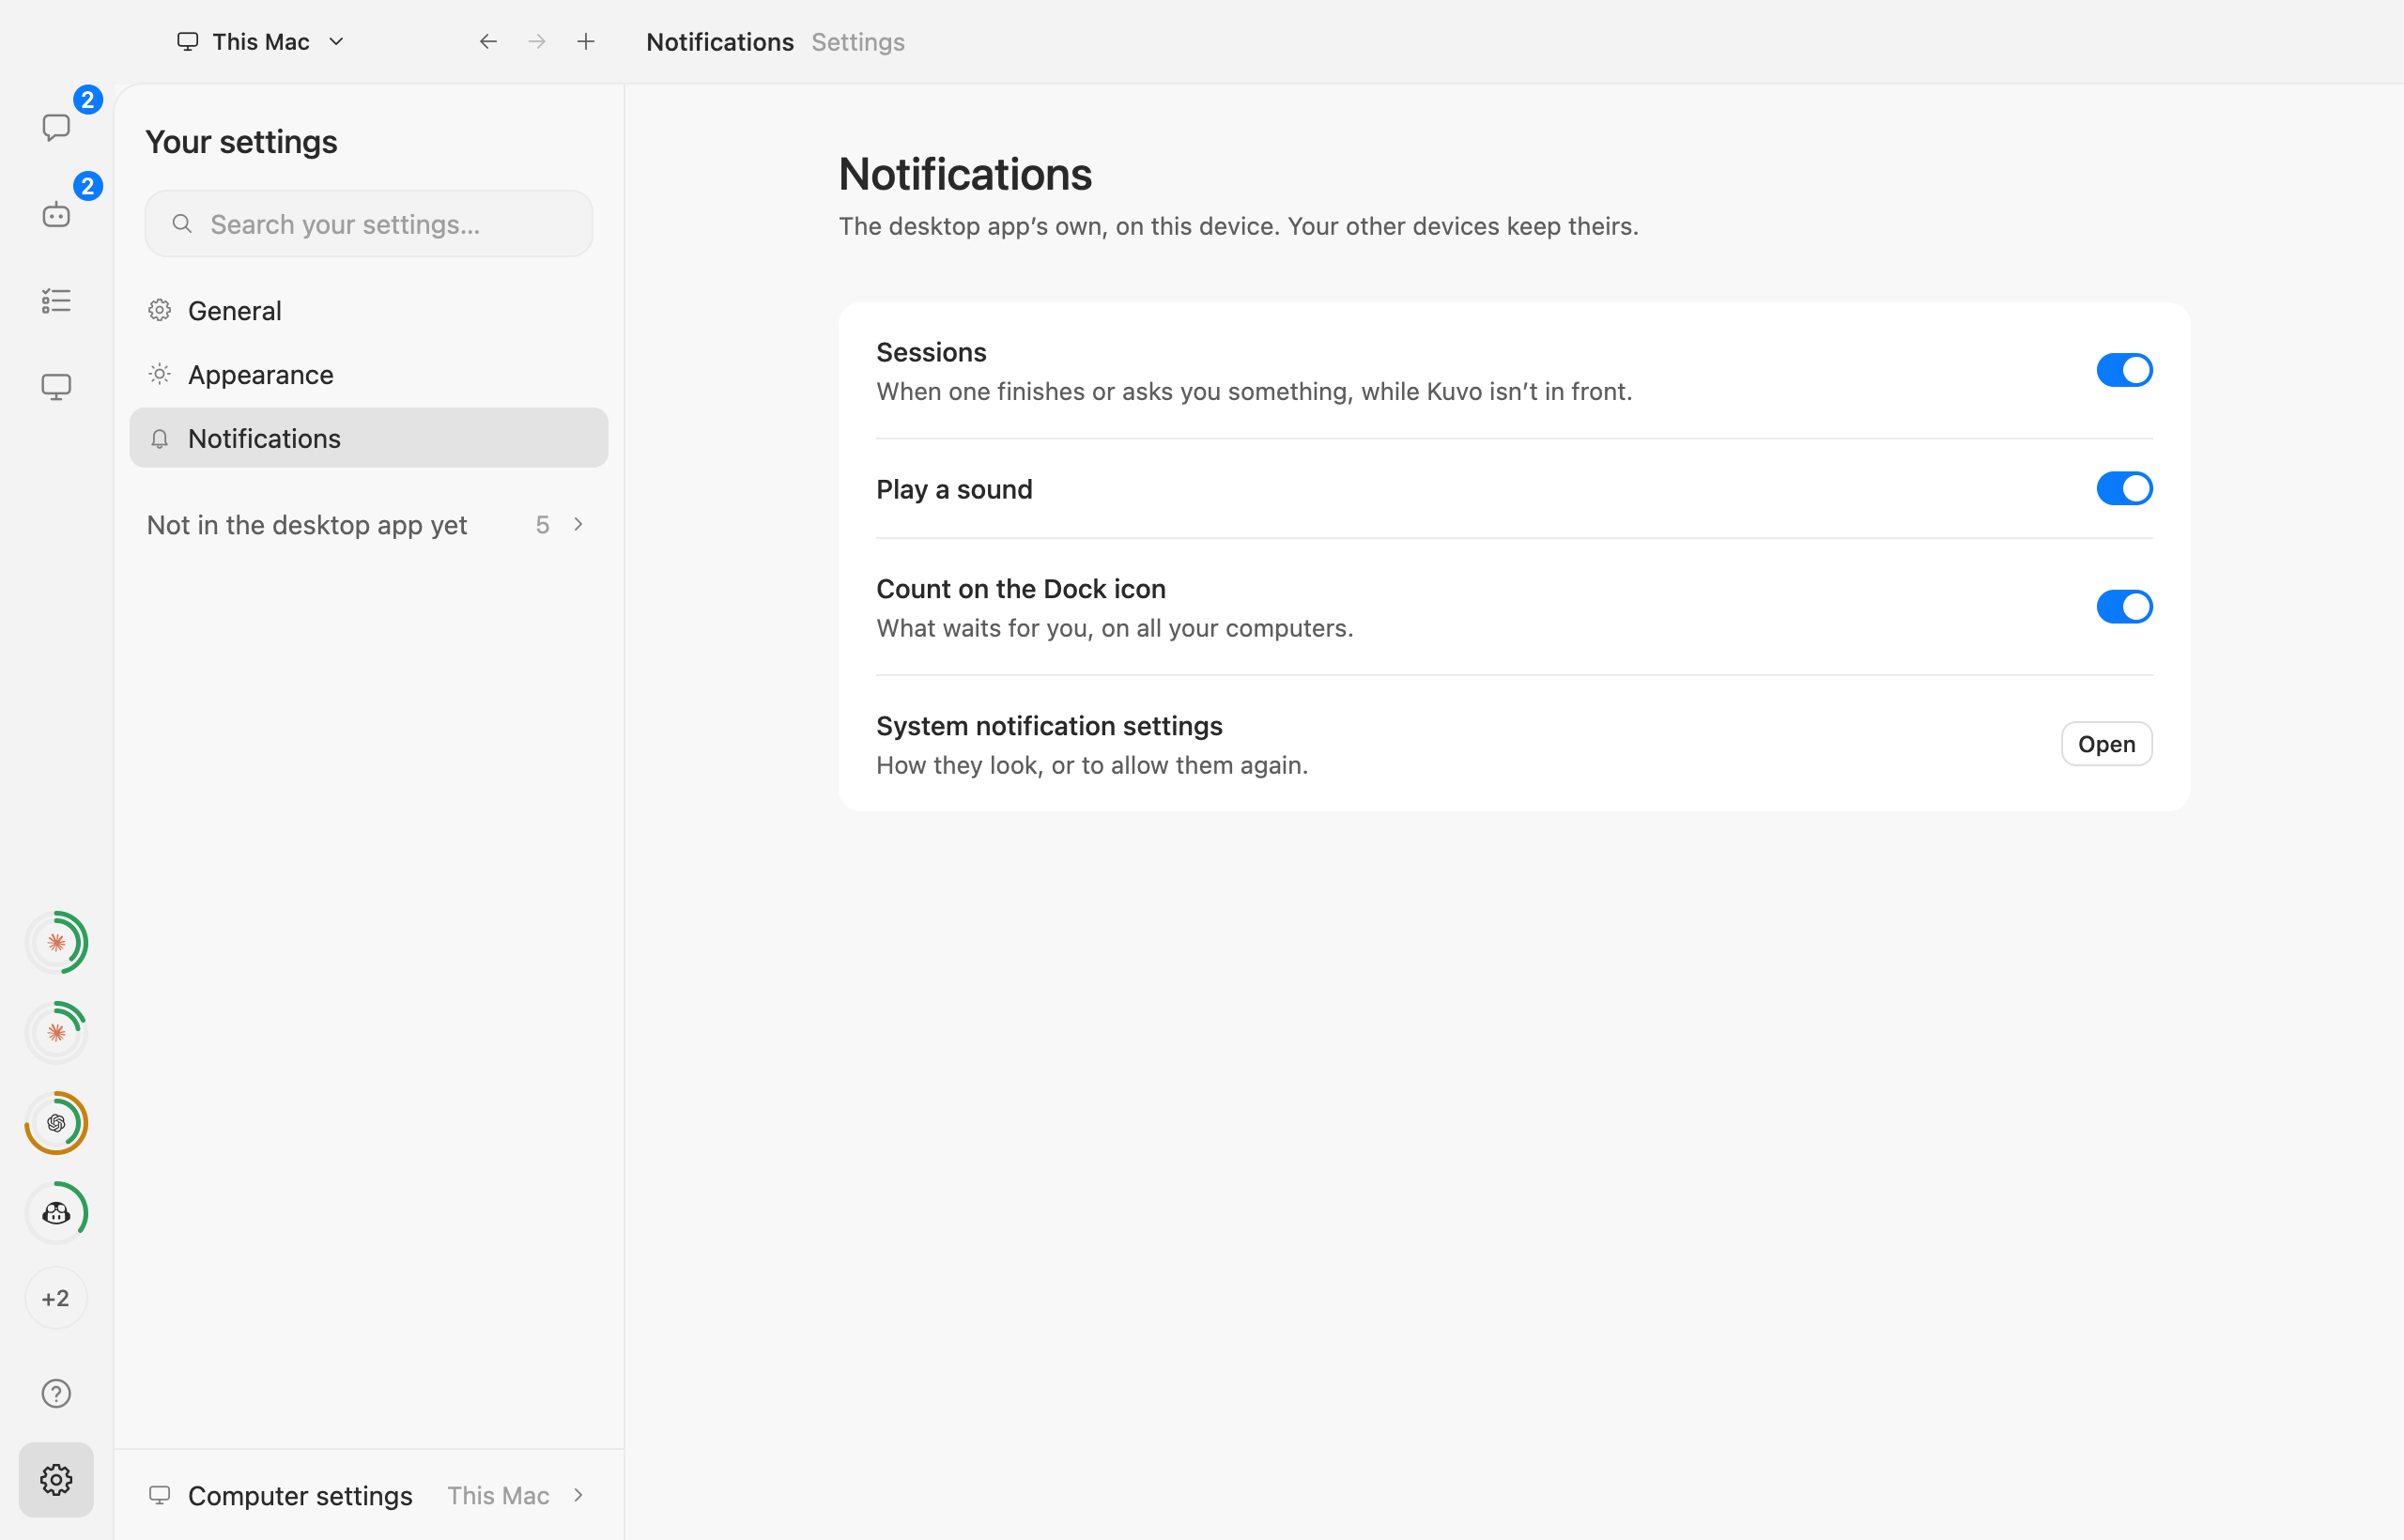 This Mac
Notifications Settings
2
2
Your settings
Search your settings...
General
Appearance
Notifications
Not in the desktop app yet 5
Notifications
The desktop app’s own, on this device. Your other devices keep theirs.
Sessions
When one finishes or asks you something, while Kuvo isn’t in front.
Play a sound
Count on the Dock icon
What waits for you, on all your computers.
System notification settings
How they look, or to allow them again.
Open
+2
?
Computer settings This Mac